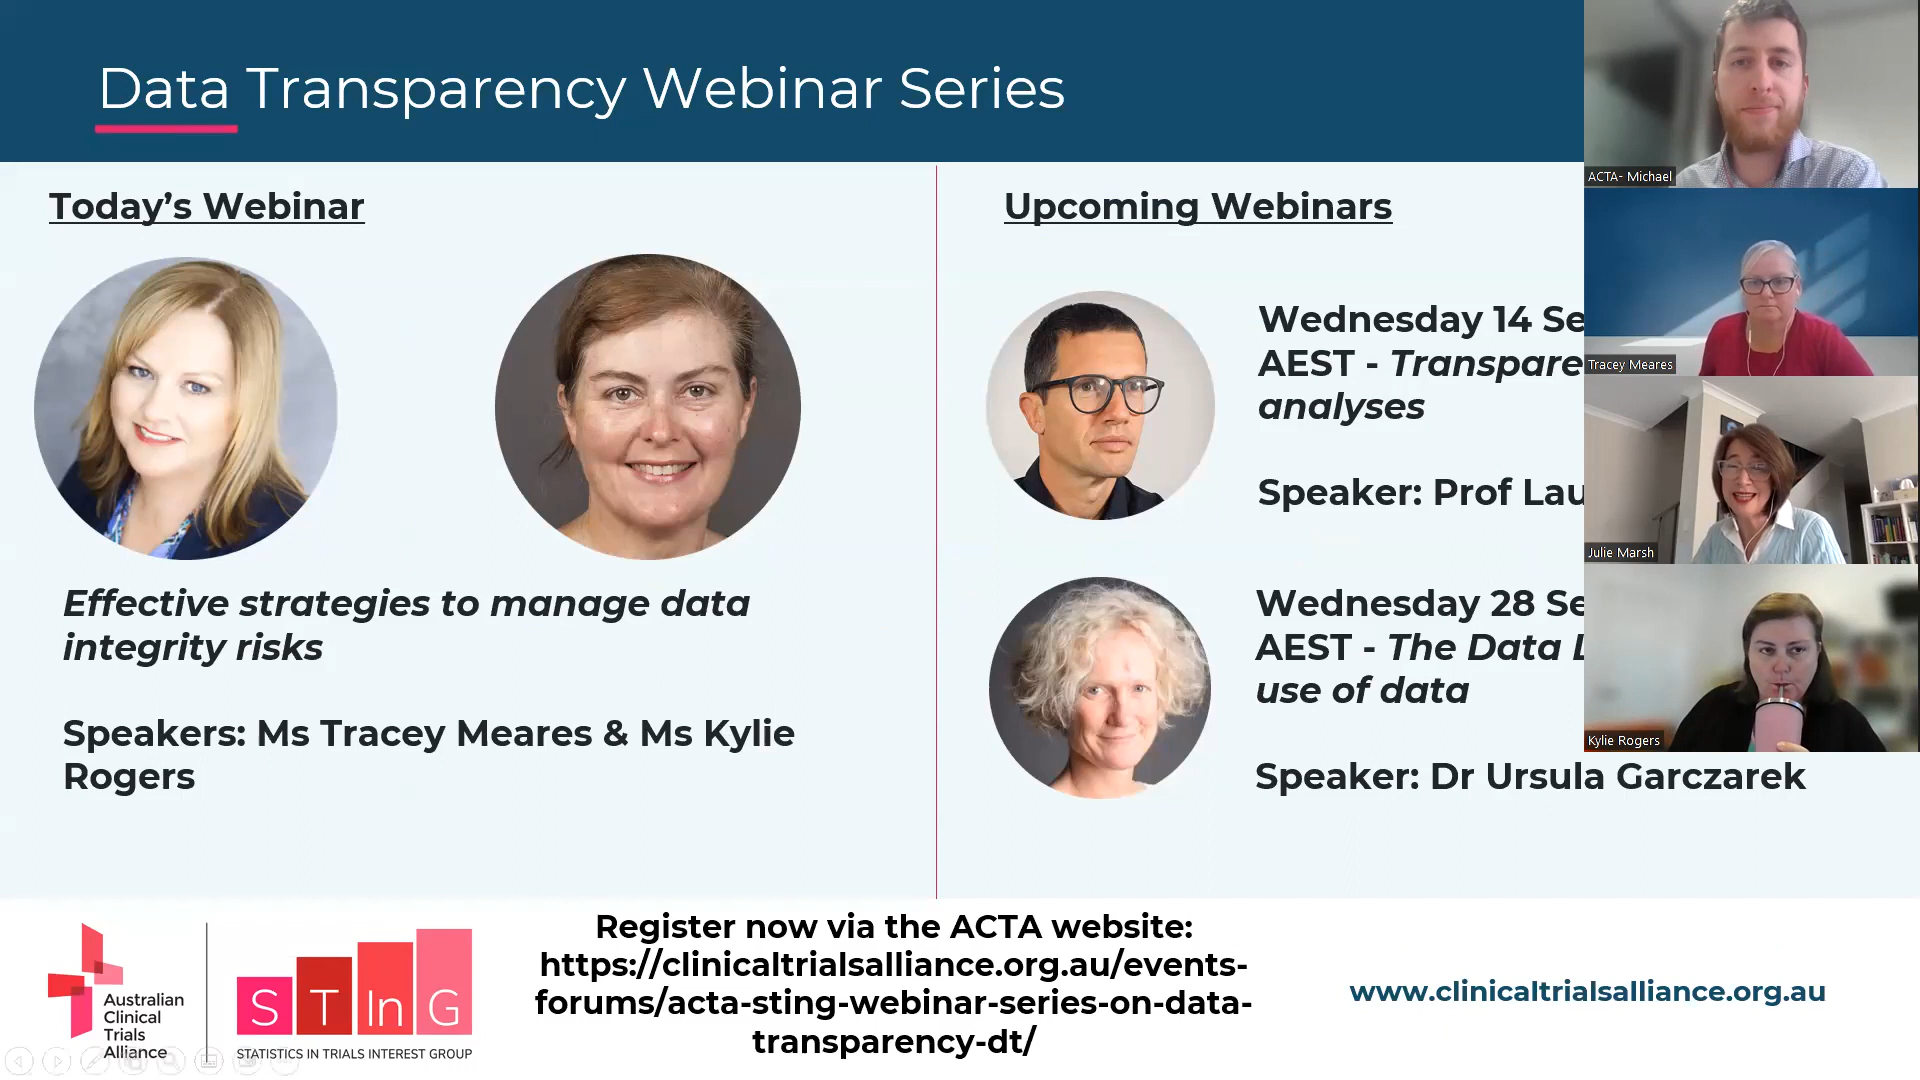 Data Transparency Webinar Series
Today's Webinar
Effective strategies to manage data
integrity risks
Speakers: Ms Tracey Meares & Ms Kylie
Rogers
Upcoming Webinars
Wednesday 14 Se
AEST - Transpare
analyses
Speaker: Prof Lau
Wednesday 28 Se
AEST - The Data
use of data
Speaker: Dr Ursula Garczarek
ACTA- Michael
Tracey Meares
Julie Marsh
Kylie Rogers
Australian
Clinical
Trials
Alliance
S T In G
STATISTICS IN TRIALS INTEREST GROUP
Register now via the ACTA website:
https://clinicaltrialsalliance.org.au/events-
forums/acta-sting-webinar-series-on-data-
transparency-dt/
www.clinicaltrialsalliance.org.au